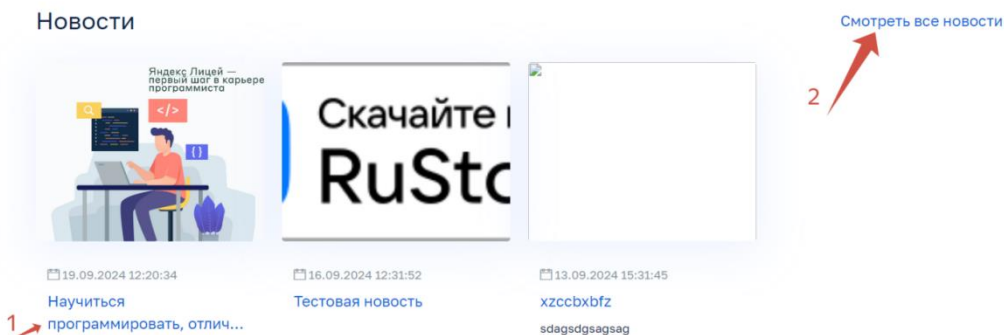 Новости
Смотреть все новости
2
Яндекс Лицей —
первый шаг в карьере
программиста
</>
{}
Скачайте
RuSto
19.09.2024 12:20:34
16.09.2024 12:31:52
13.09.2024 15:31:45
Научиться
программировать, отлич...
Тестовая новость
xzccbxbfz
sdagsdgsagsag
1